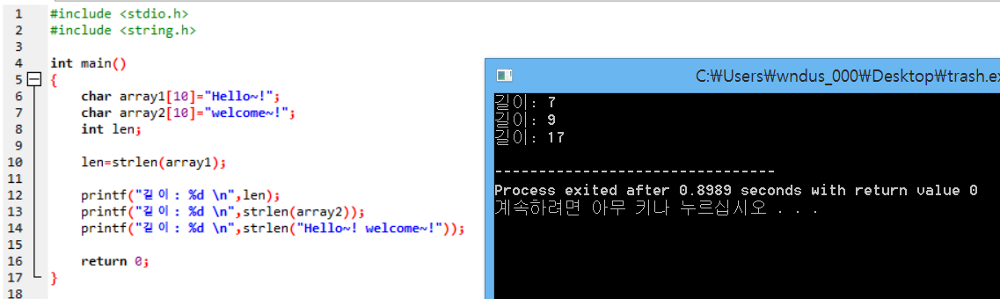 1 #include <stdio.h>
2 #include <string.h>
3
4 int main()
5 {
6 char array1[10]="Hello~!";
7 char array2[10]="welcome~!";
8 int len;
9
10 len=strlen(array1);
11
12 printf("길이: %d \n",len);
13 printf("길이: %d \n",strlen(array2));
14 printf("길이: %d \n",strlen("Hello~! welcome~!"));
15
16 return 0;
17 }
18
C:₩Users₩wndus_000₩Desktop₩trash.ex
길이: 7
길이: 9
길이: 17
--------------------------------
Process exited after 0.8989 seconds with return value 0
계속하려면 아무 키나 누르십시오 . . .